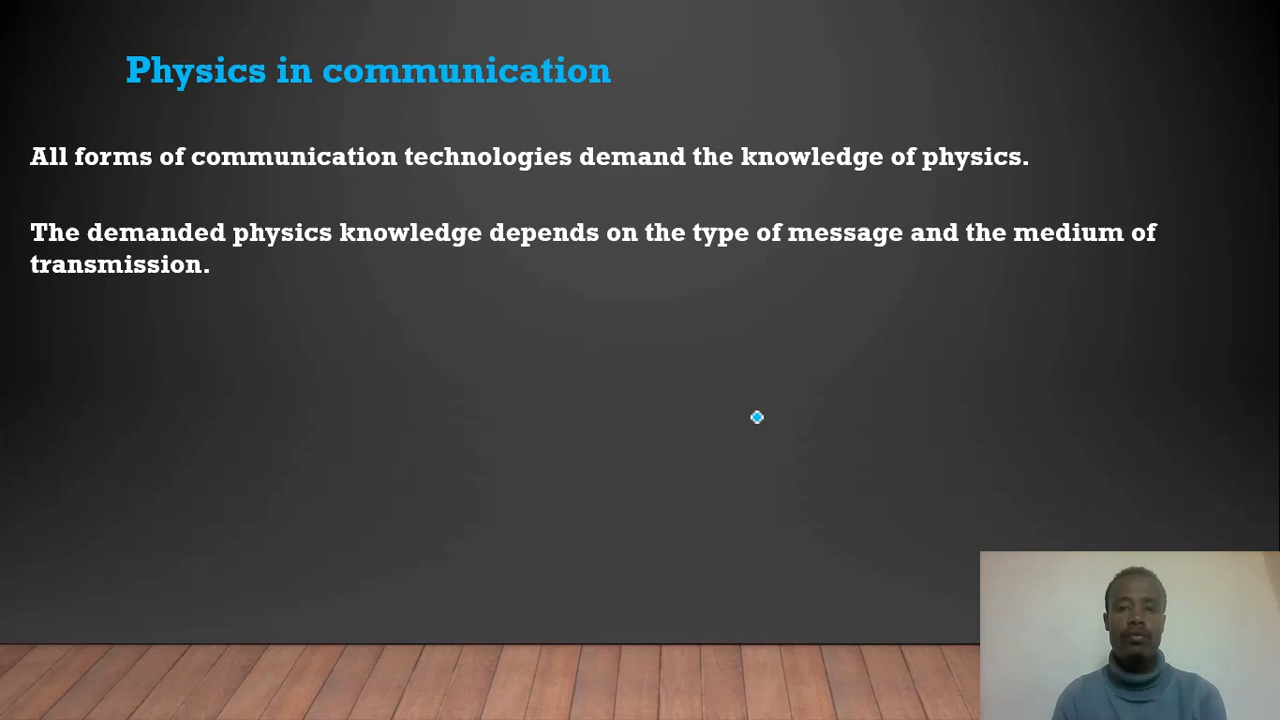 Physics in communication
All forms of communication technologies demand the knowledge of physics.
The demanded physics knowledge depends on the type of message and the medium of
transmission.